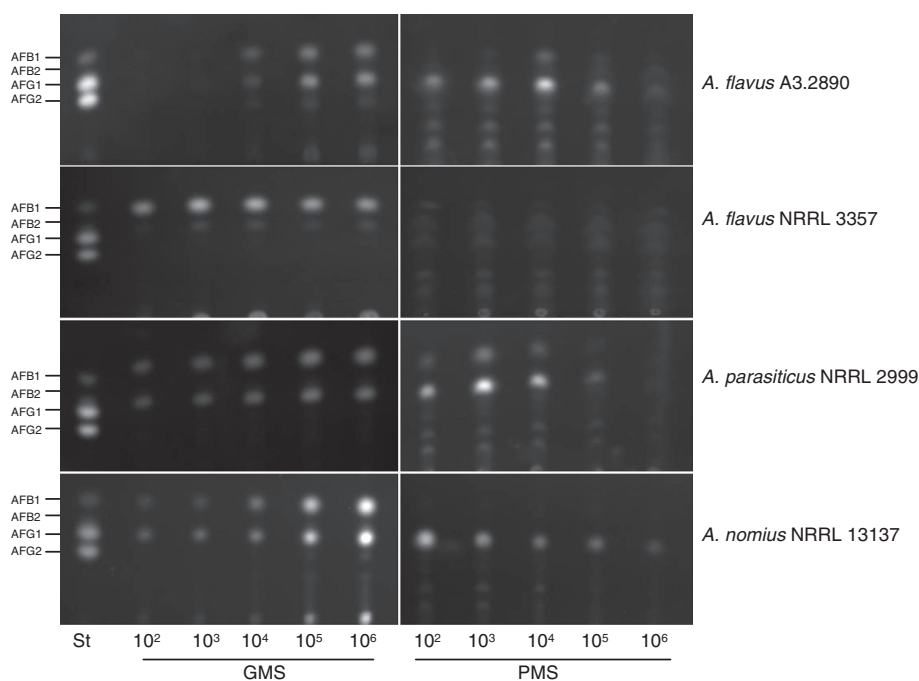 AFB1
AFB2
AFG1
AFG2
A. flavus A3.2890
AFB1
AFB2
AFG1
AFG2
A. flavus NRRL 3357
AFB1
AFB2
AFG1
AFG2
A. parasiticus NRRL 2999
AFB1
AFB2
AFG1
AFG2
A. nomius NRRL 13137
St 10² 10³ 10⁴ 10⁵ 10⁶ 10² 10³ 10⁴ 10⁵ 10⁶
GMS PMS